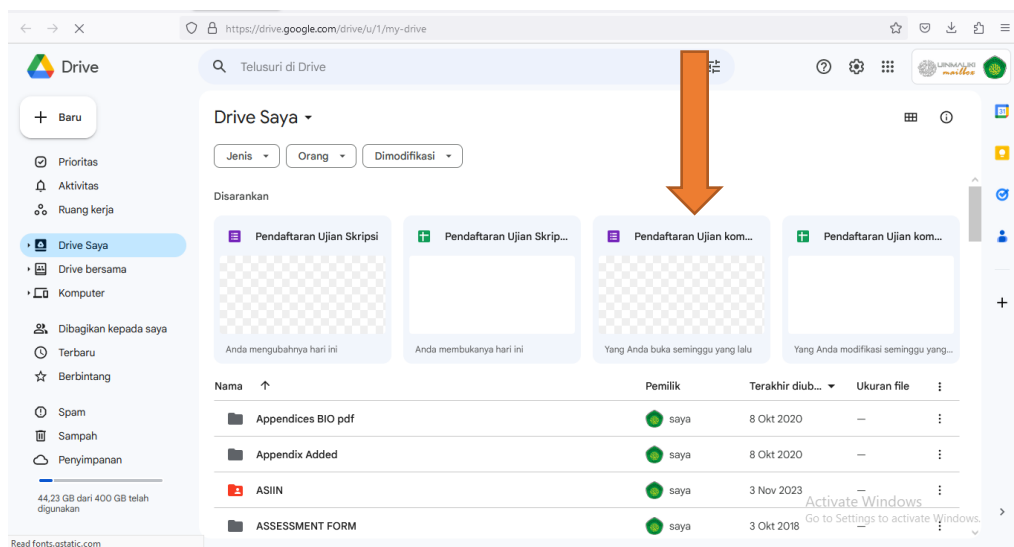 https://drive.google.com/drive/u/1/my-drive
Drive
Telusuri di Drive
UINMALIKI
mailbox
Baru
Drive Saya
31
Prioritas
Jenis
Orang
Dimodifikasi
Aktivitas
Ruang kerja
Disarankan
Drive Saya
Drive bersama
Komputer
Dibagikan kepada saya
Terbaru
Berbintang
Spam
Sampah
Penyimpanan
44,23 GB dari 400 GB telah
digunakan
Pendaftaran Ujian Skripsi
Anda mengubahnya hari ini
Pendaftaran Ujian Skrip...
Anda membukanya hari ini
Pendaftaran Ujian kom...
Yang Anda buka seminggu yang lalu
Pendaftaran Ujian kom...
Yang Anda modifikasi seminggu yang...
Nama Pemilik Terakhir diub... Ukuran file
Appendices BIO pdf saya 8 Okt 2020 —
Appendix Added saya 8 Okt 2020 —
ASIIN saya 3 Nov 2023 —
ASSESSMENT FORM saya 3 Okt 2018 —
Activate Windows
Go to Settings to activate Windows.
Read fonts.gstatic.com